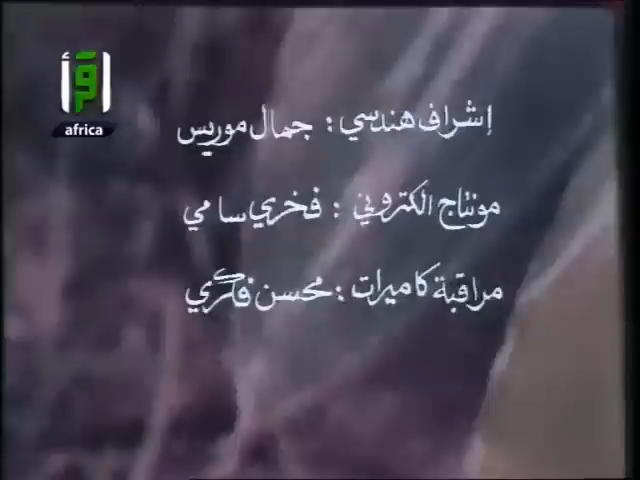 اقرأ
africa
إشراف هندسي : جمال موريس
مونتاج الكتروني : فخري سامي
مراقبة كاميرات : محسن فكري